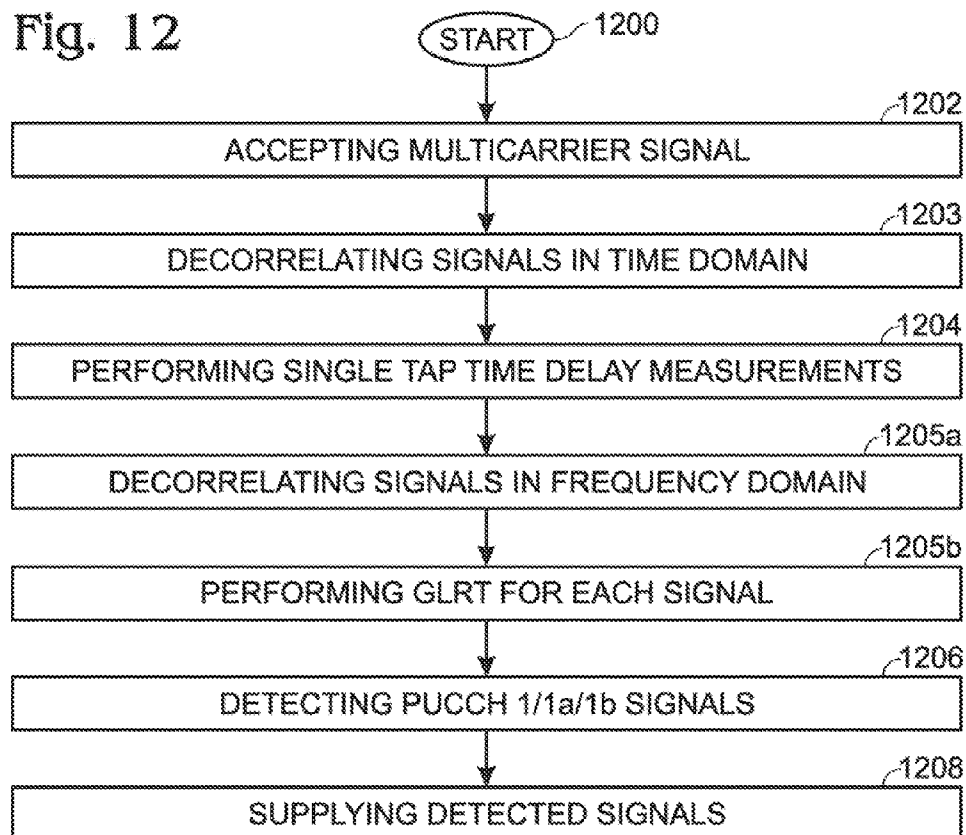 Fig. 12
START
1200
1202
ACCEPTING MULTICARRIER SIGNAL
1203
DECORRELATING SIGNALS IN TIME DOMAIN
1204
PERFORMING SINGLE TAP TIME DELAY MEASUREMENTS
1205a
DECORRELATING SIGNALS IN FREQUENCY DOMAIN
1205b
PERFORMING GLRT FOR EACH SIGNAL
1206
DETECTING PUCCH 1/1a/1b SIGNALS
1208
SUPPLYING DETECTED SIGNALS